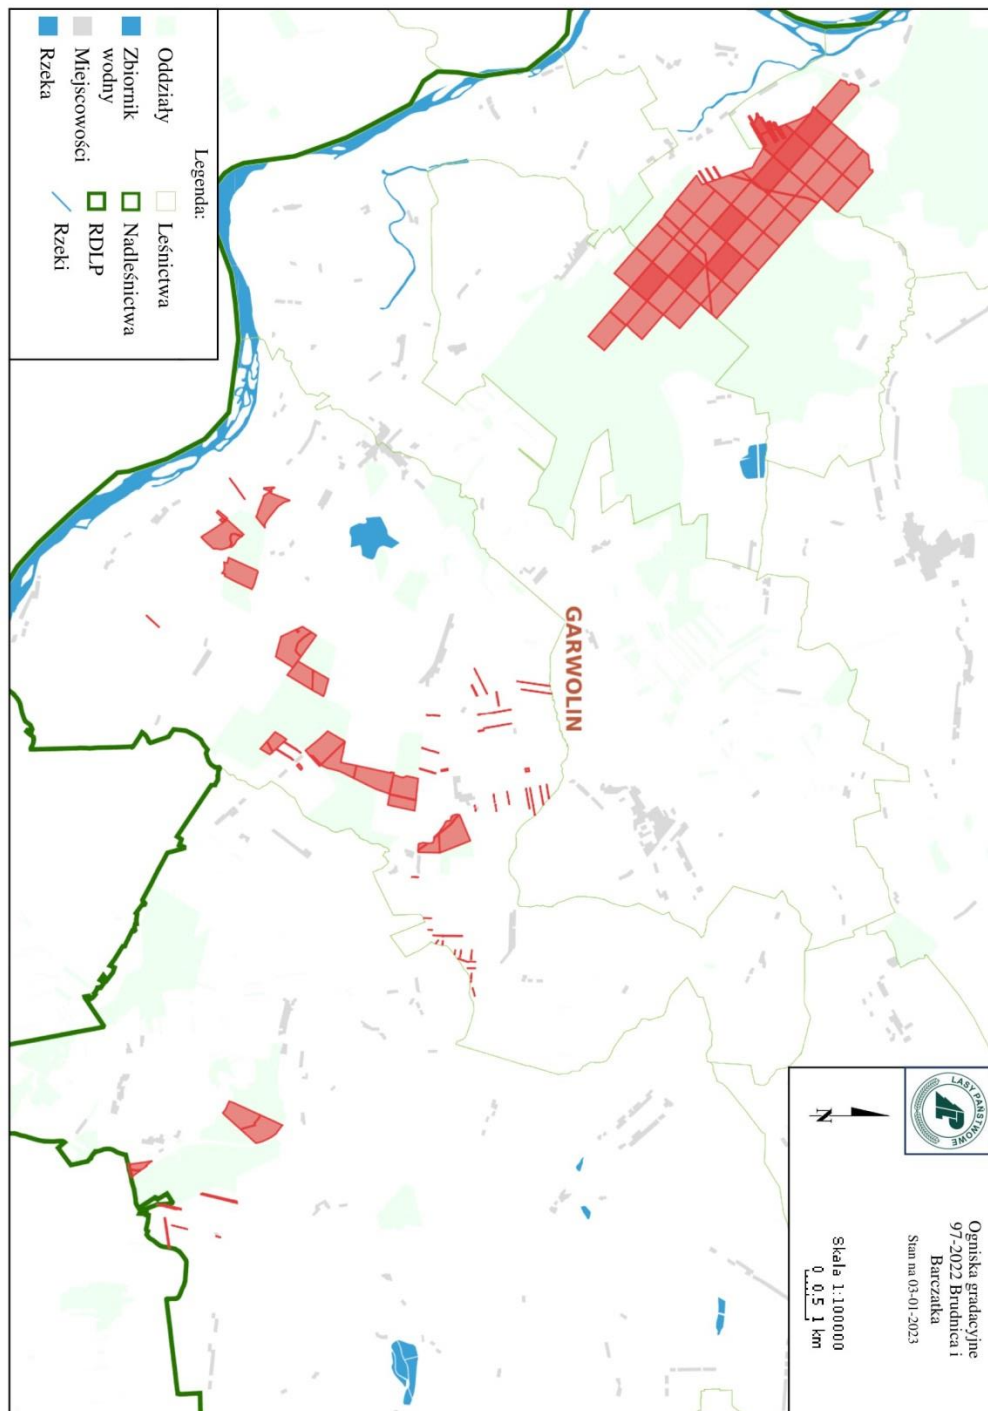 Ogniska gradacyjne
97-2022 Brudnica i
Barczatka
Stan na 03-01-2023
LASY PAŃSTWOWE
N
Skala 1:100000
0 0.5 1 km
GARWOLIN
Legenda:
Oddziały
Zbiornik
wodny
Miejscowości
Rzeka
Leśnictwa
Nadleśnictwa
RDLP
Rzeki